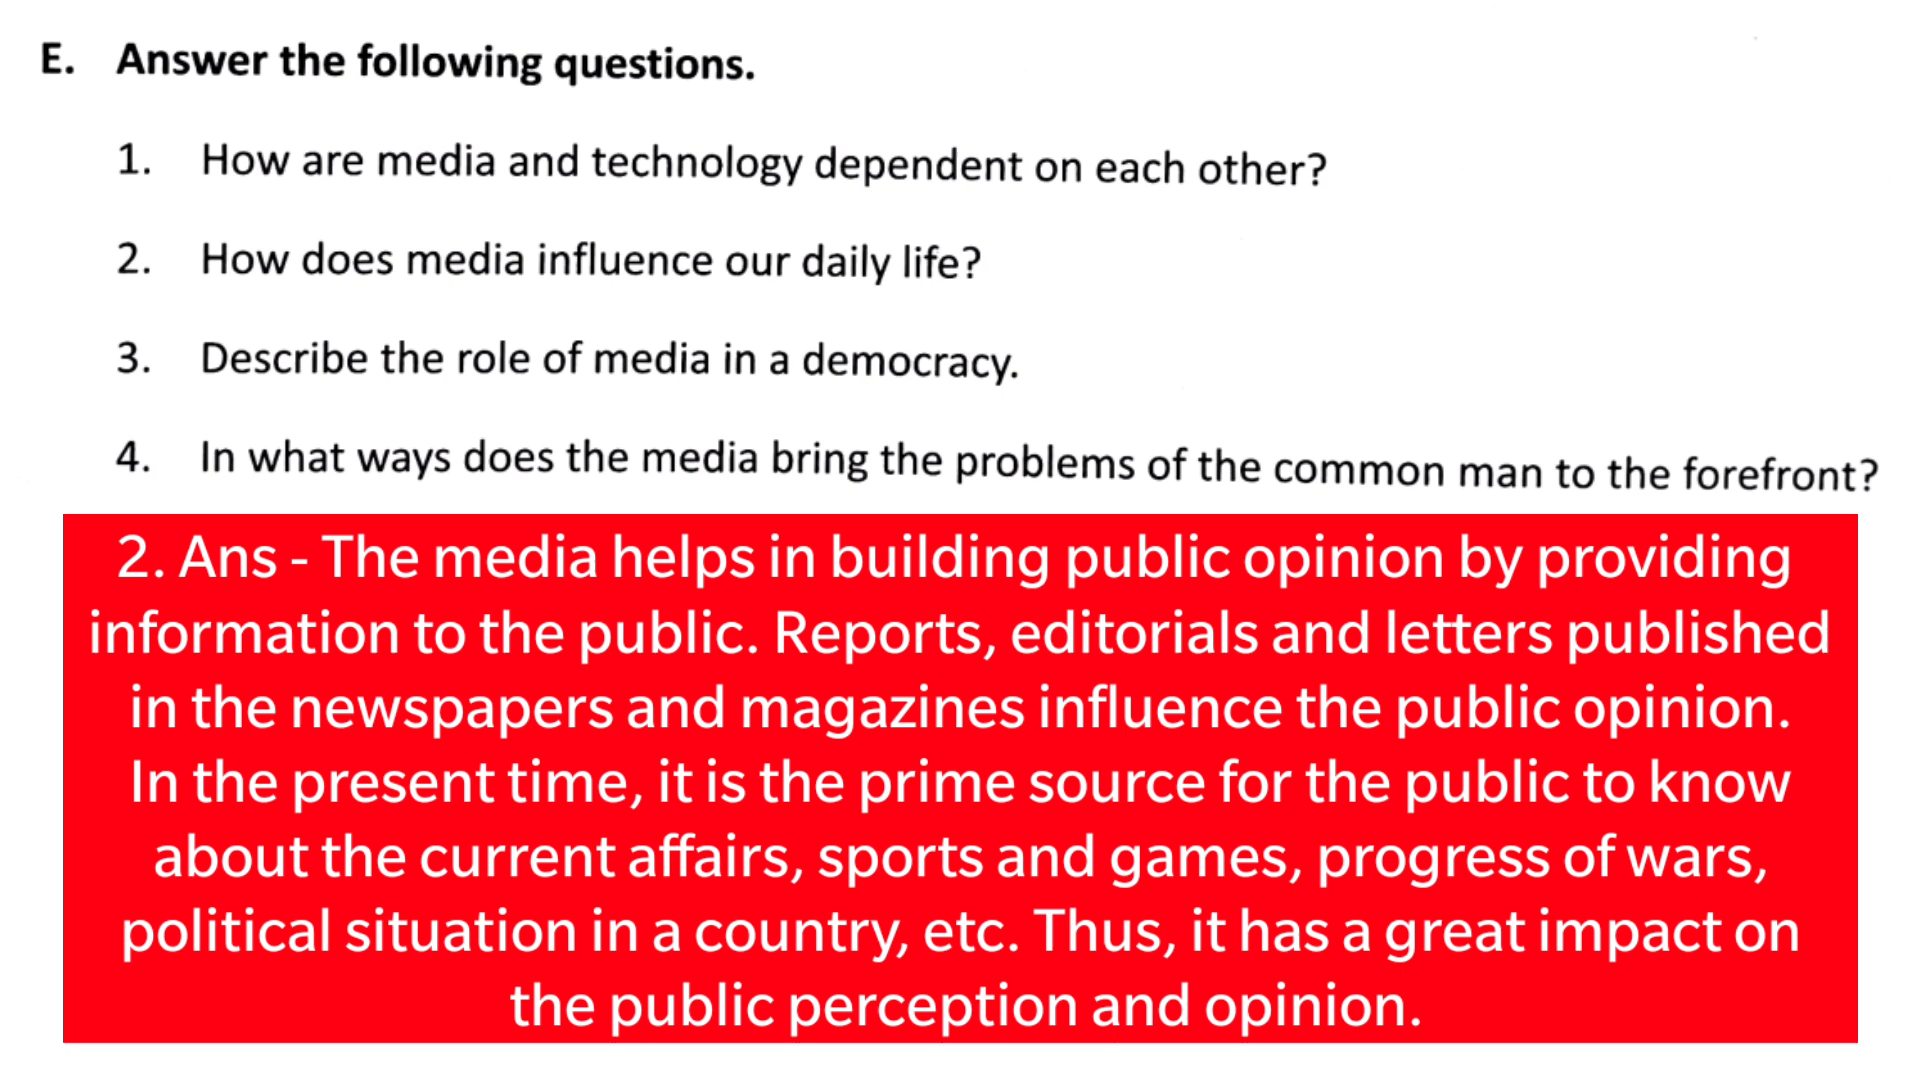 E. Answer the following questions.
1. How are media and technology dependent on each other?
2. How does media influence our daily life?
3. Describe the role of media in a democracy.
4. In what ways does the media bring the problems of the common man to the forefront?
2. Ans - The media helps in building public opinion by providing
information to the public. Reports, editorials and letters published
in the newspapers and magazines influence the public opinion.
In the present time, it is the prime source for the public to know
about the current affairs, sports and games, progress of wars,
political situation in a country, etc. Thus, it has a great impact on
the public perception and opinion.